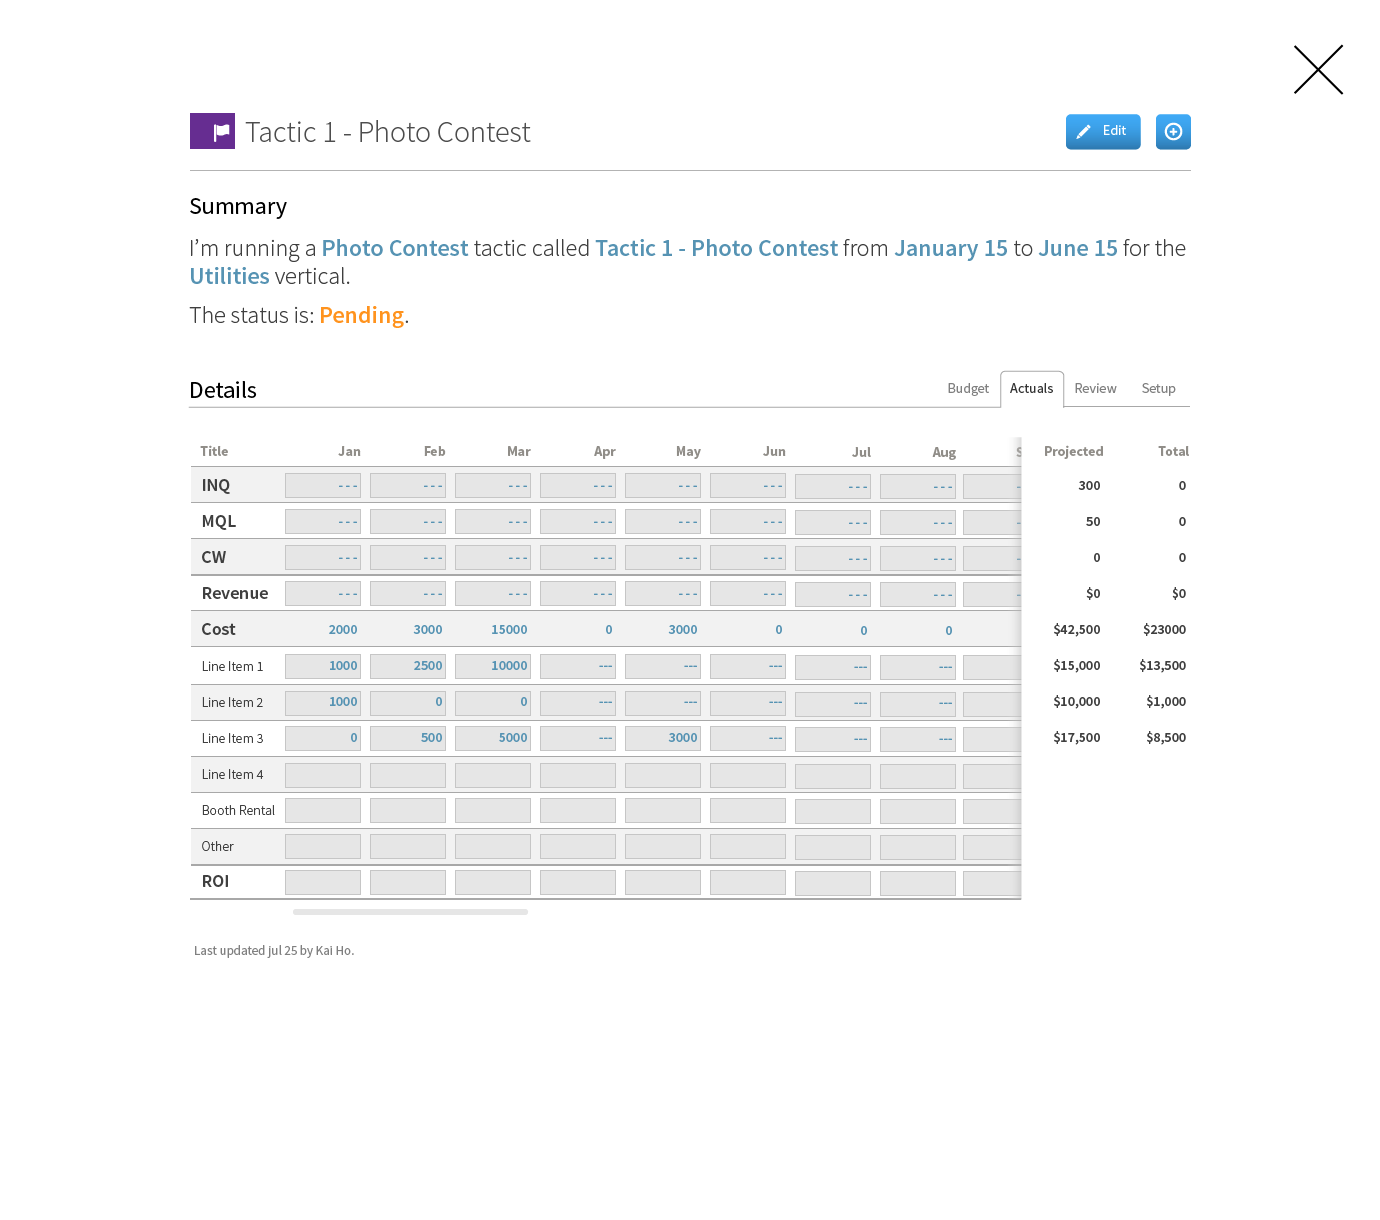 Tactic 1 - Photo Contest
Edit
Summary
I'm running a Photo Contest tactic called Tactic 1 - Photo Contest from January 15 to June 15 for the
Utilities vertical.
The status is: Pending.
Details Budget Actuals Review Setup
Title Jan Feb Mar Apr May Jun Jul Aug S Projected Total
INQ - - - - - - - - - - - - - - - - - - - - - - - - - 300 0
MQL - - - - - - - - - - - - - - - - - - - - - - - - - 50 0
CW - - - - - - - - - - - - - - - - - - - - - - - - - 0 0
Revenue - - - - - - - - - - - - - - - - - - - - - - - - - $0 $0
Cost 2000 3000 15000 0 3000 0 0 0 $42,500 $23000
Line Item 1 1000 2500 10000 --- --- --- --- --- $15,000 $13,500
Line Item 2 1000 0 0 --- --- --- --- --- $10,000 $1,000
Line Item 3 0 500 5000 --- 3000 --- --- --- $17,500 $8,500
Line Item 4
Booth Rental
Other
ROI
Last updated jul 25 by Kai Ho.